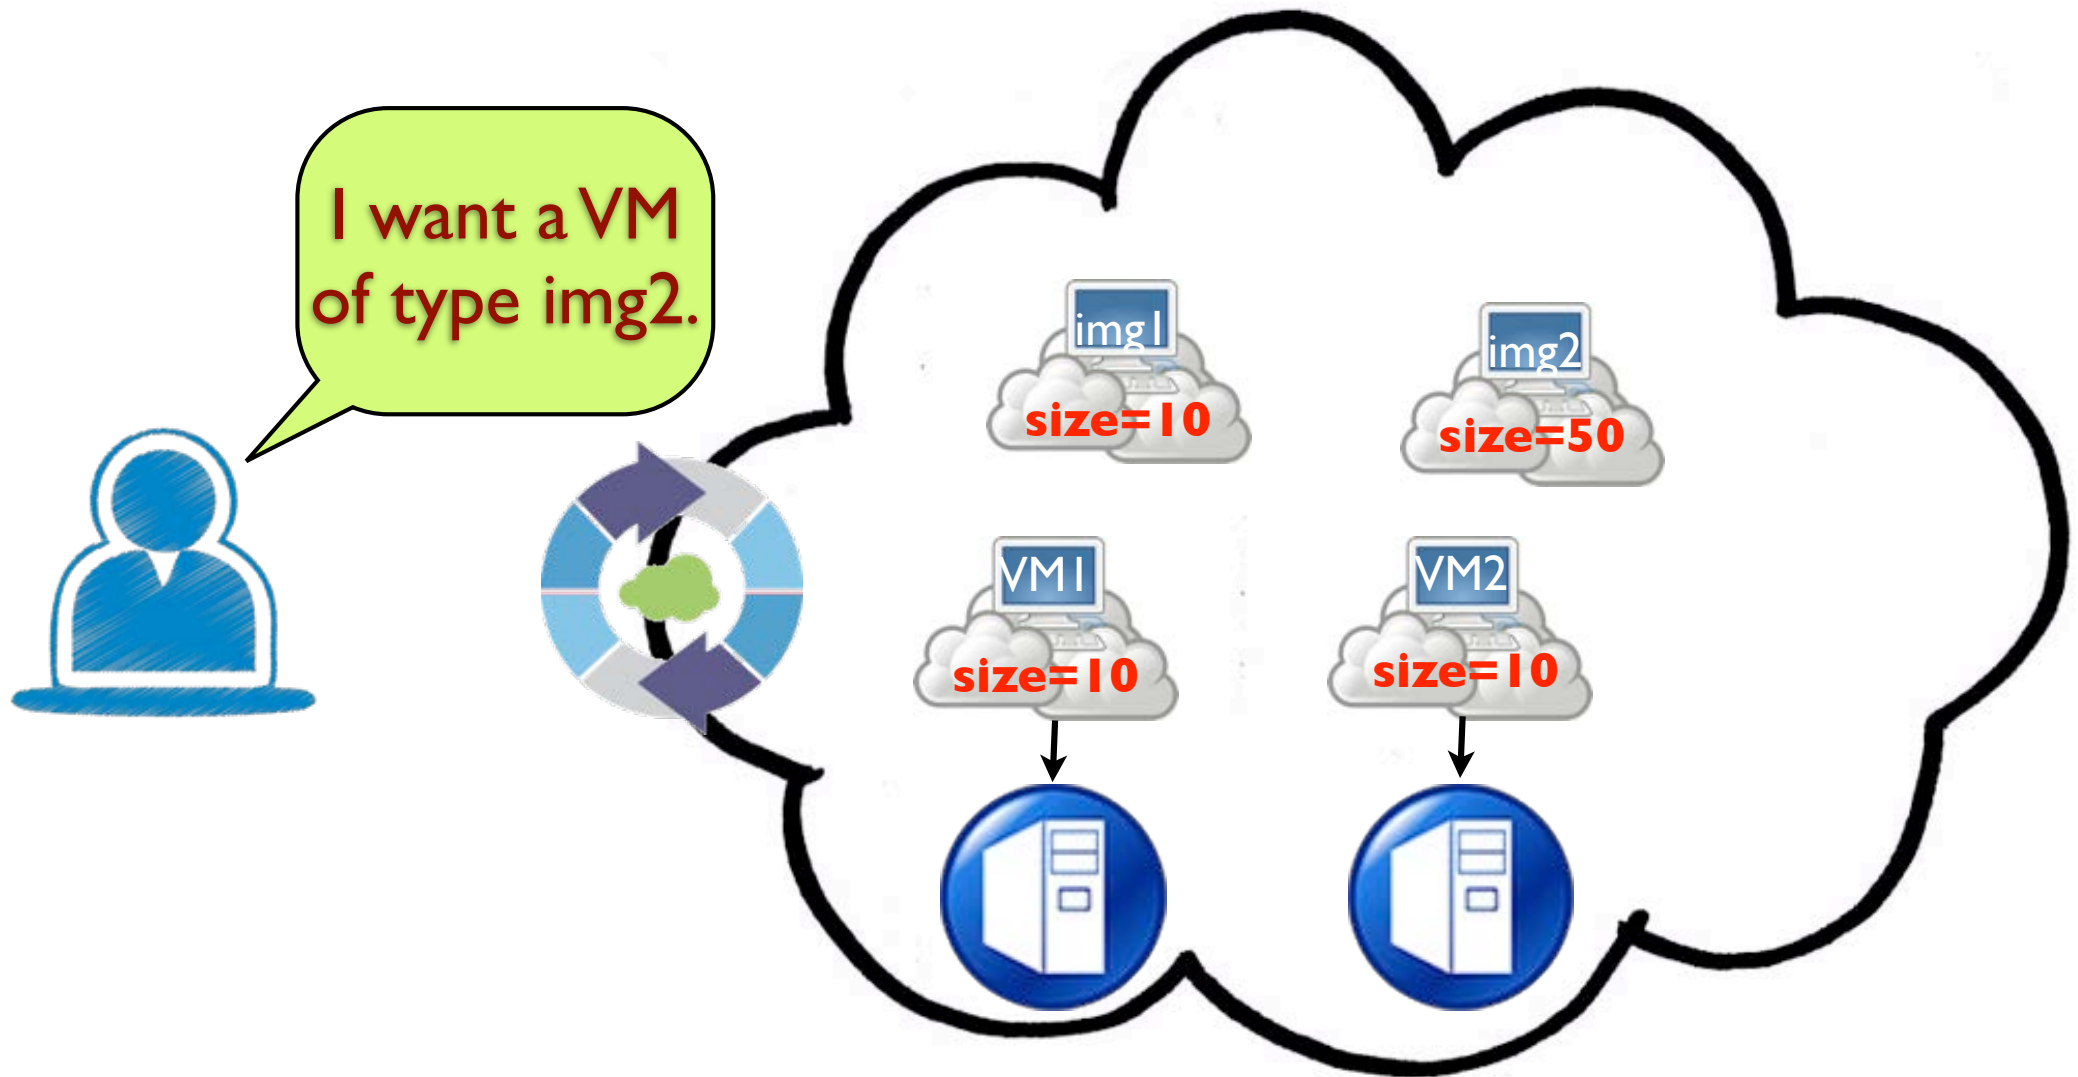 I want a VM
of type img2.
img1
size=10
img2
size=50
VM1
size=10
VM2
size=10